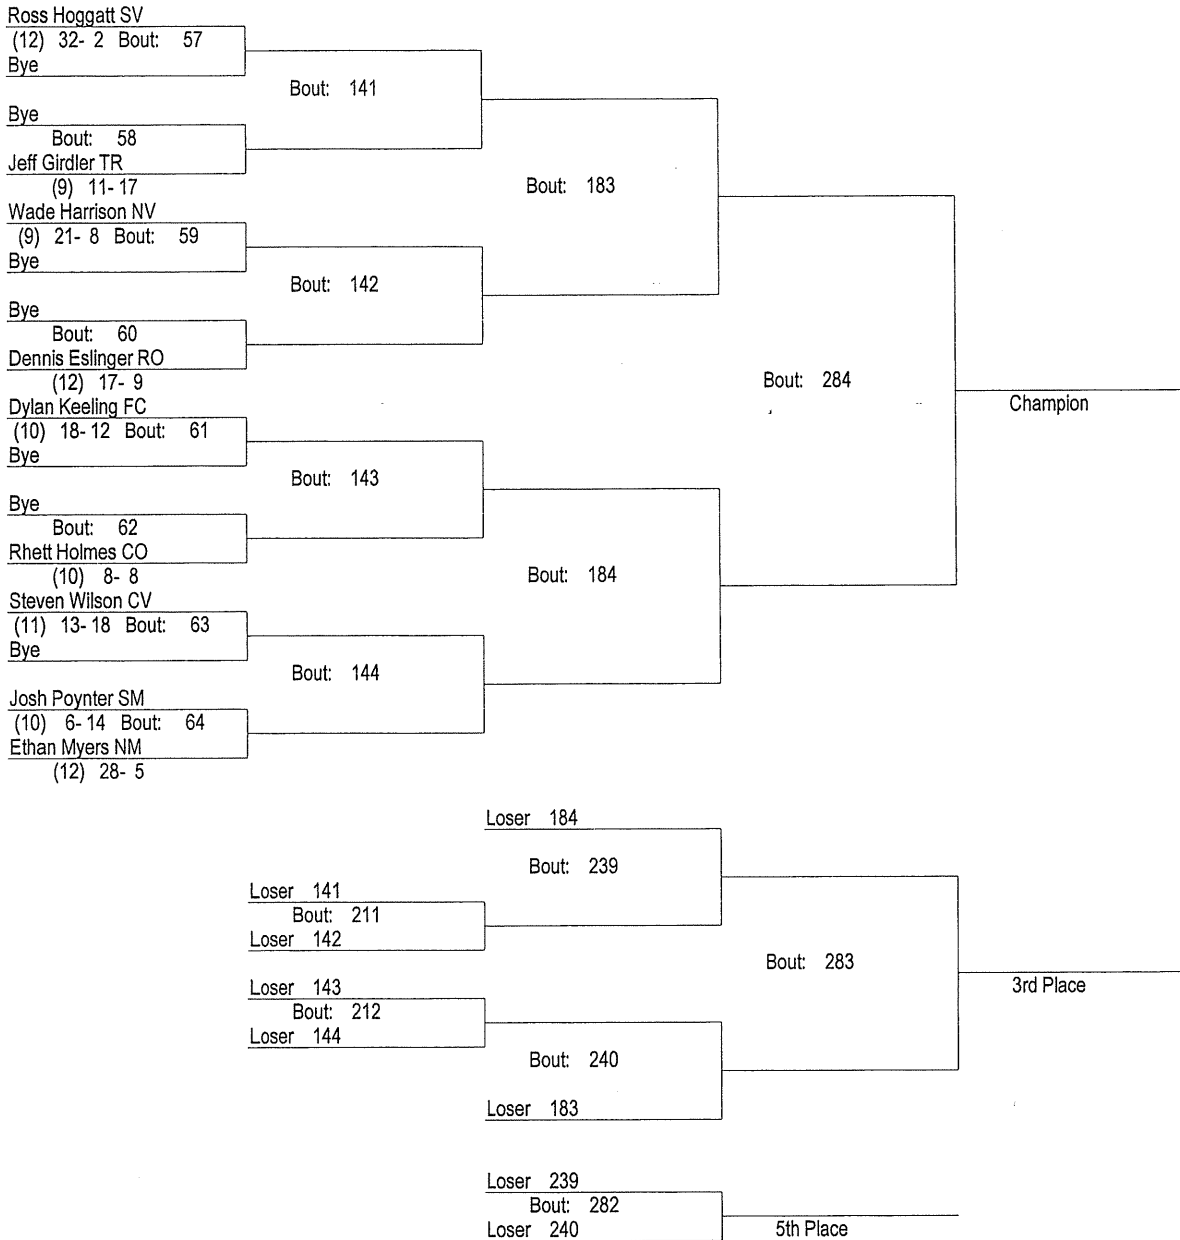 Ross Hoggatt SV
(12) 32- 2 Bout: 57
Bye
Bout: 141
Bye
Bout: 58
Jeff Girdler TR
(9) 11- 17
Bout: 183
Wade Harrison NV
(9) 21- 8 Bout: 59
Bye
Bout: 142
Bye
Bout: 60
Dennis Eslinger RO
(12) 17- 9
Bout: 284
Champion
Dylan Keeling FC
(10) 18- 12 Bout: 61
Bye
Bout: 143
Bye
Bout: 62
Rhett Holmes CO
(10) 8- 8
Bout: 184
Steven Wilson CV
(11) 13- 18 Bout: 63
Bye
Bout: 144
Josh Poynter SM
(10) 6- 14 Bout: 64
Ethan Myers NM
(12) 28- 5
Loser 184
Bout: 239
Loser 141
Bout: 211
Loser 142
Bout: 283
3rd Place
Loser 143
Bout: 212
Loser 144
Bout: 240
Loser 183
Loser 239
Bout: 282
Loser 240
5th Place